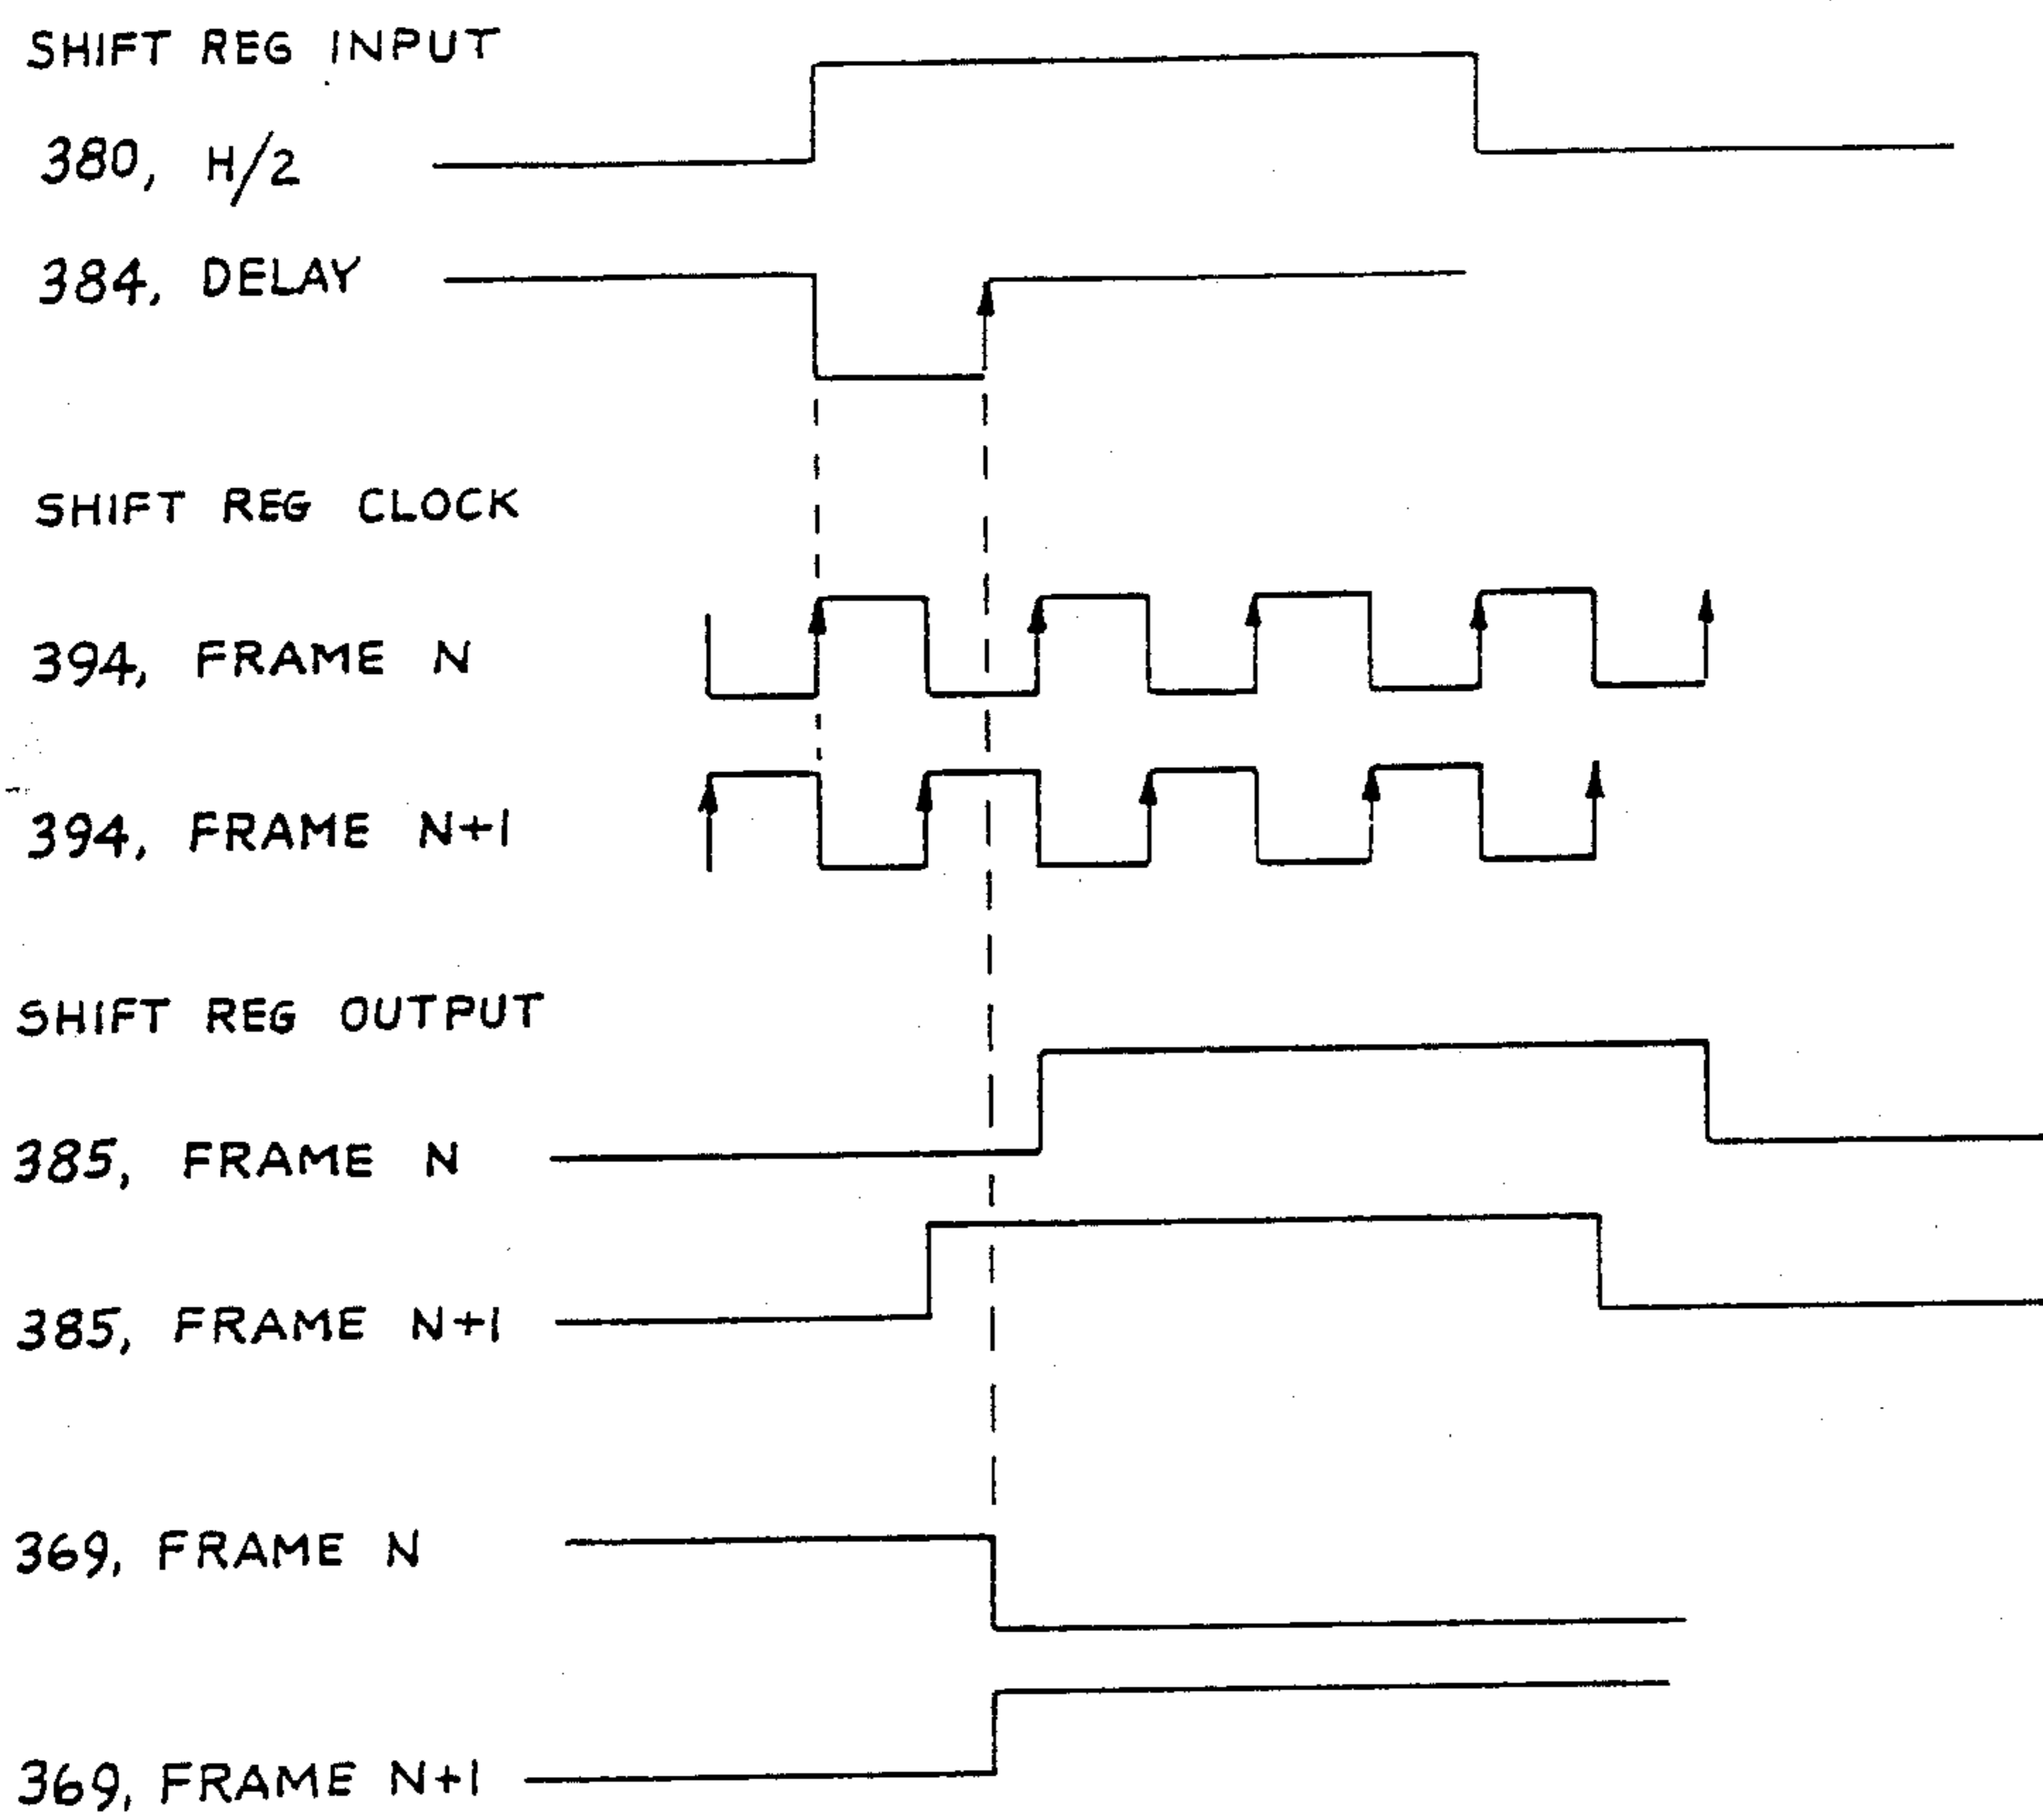 SHIFT REG INPUT
380, H/2
384, DELAY
SHIFT REG CLOCK
394, FRAME N
394, FRAME N+1
SHIFT REG OUTPUT
385, FRAME N
385, FRAME N+1
369, FRAME N
369, FRAME N+1